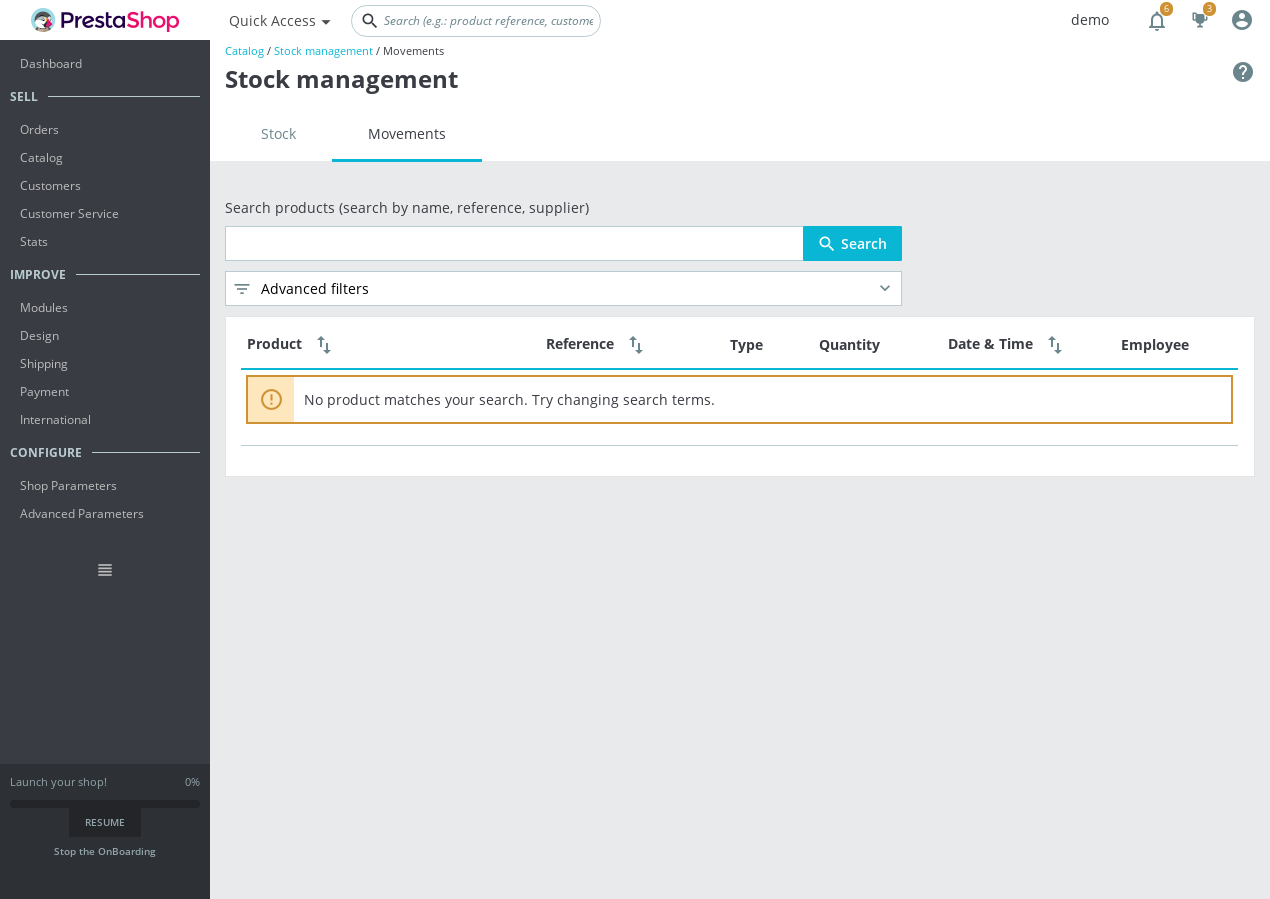 PrestaShop
Quick Access
Search (e.g.: product reference, custome
demo
6
3
Dashboard
SELL
Orders
Catalog
Customers
Customer Service
Stats
IMPROVE
Modules
Design
Shipping
Payment
International
CONFIGURE
Shop Parameters
Advanced Parameters
Launch your shop! 0%
RESUME
Stop the OnBoarding
Catalog / Stock management / Movements
Stock management
Stock
Movements
Search products (search by name, reference, supplier)
Search
Advanced filters
Product Reference Type Quantity Date & Time Employee
No product matches your search. Try changing search terms.